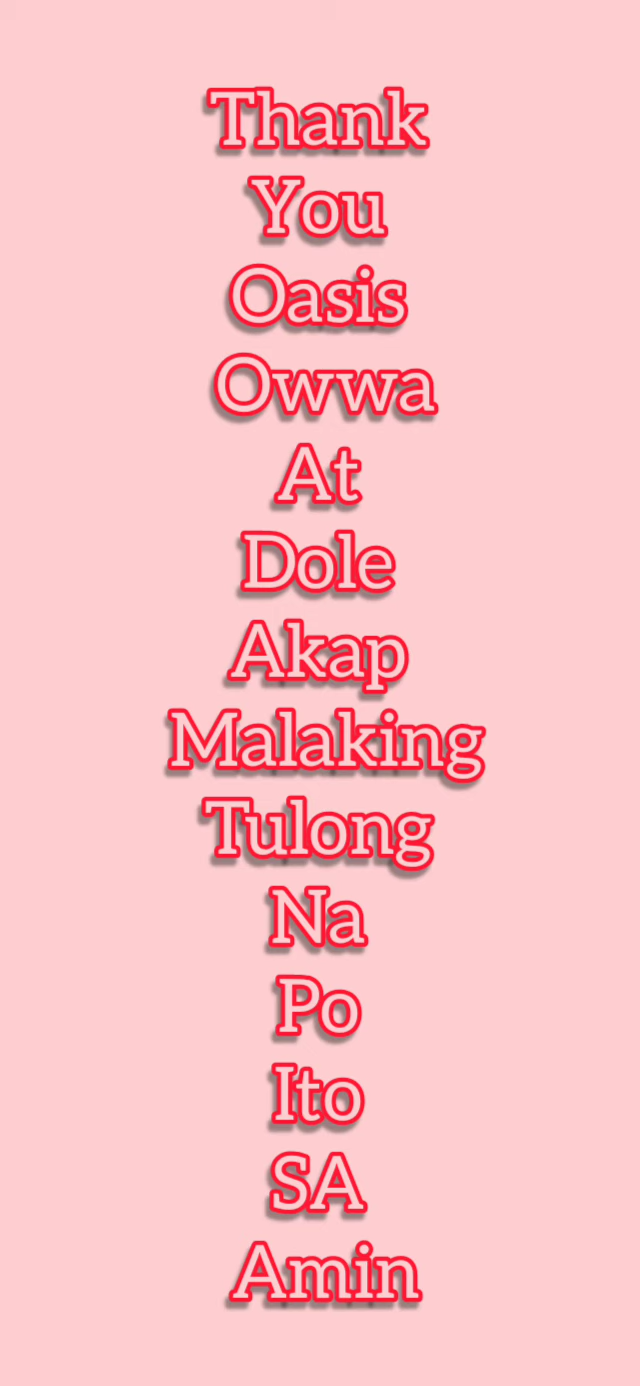 Thank
You
Oasis
Owwa
At
Dole
Akap
Malaking
Tulong
Na
Po
Ito
SA
Amin